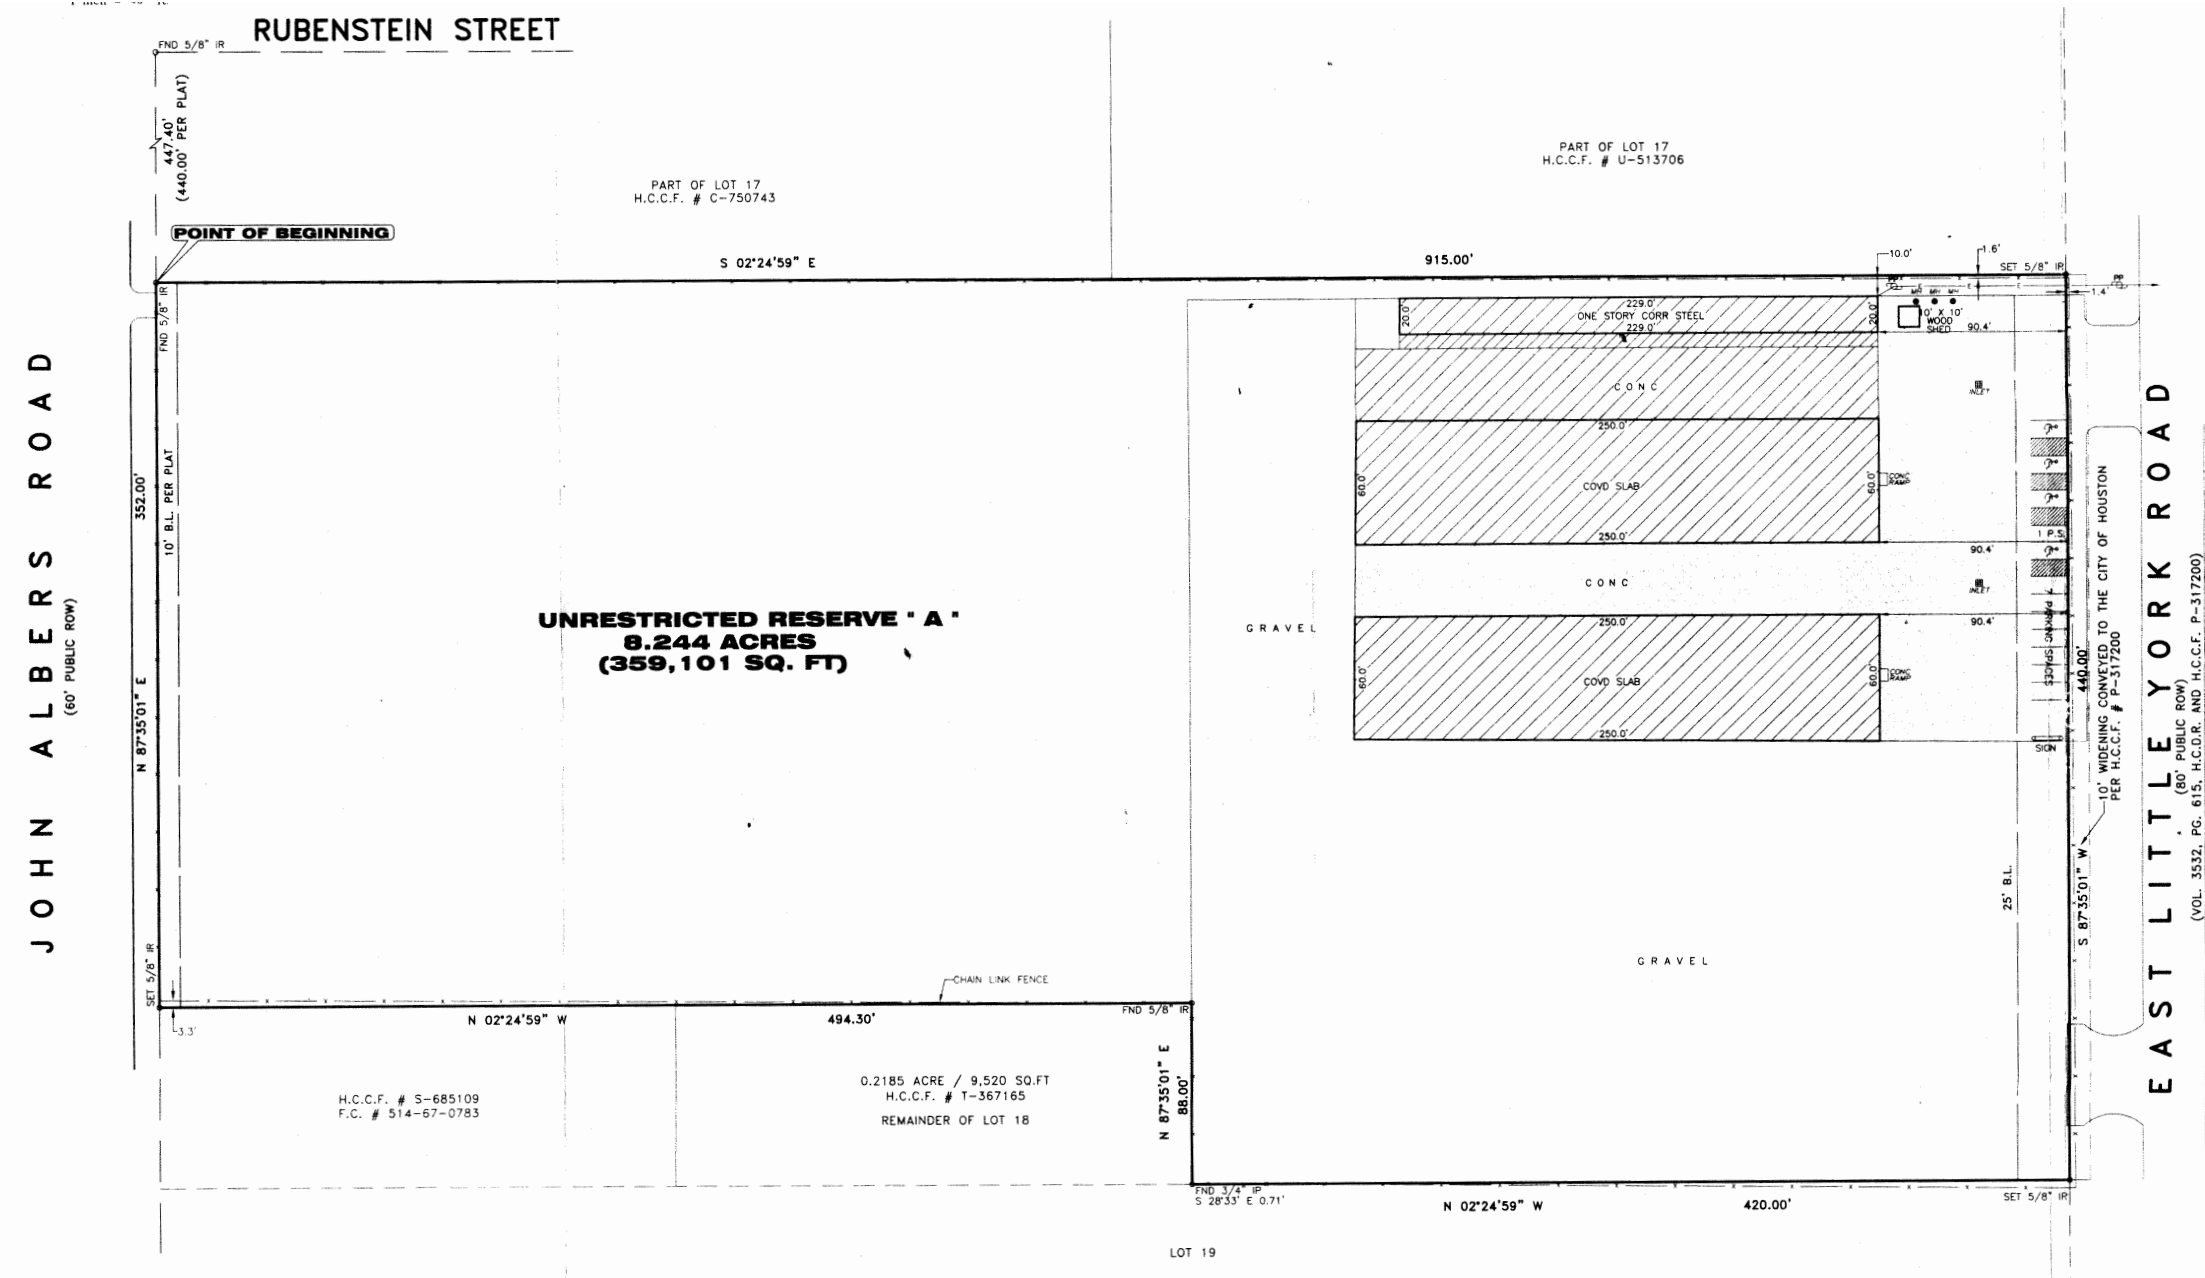 RUBENSTEIN STREET
FND 5/8" IR
447.40'
(440.00' PER PLAT)
PART OF LOT 17
H.C.C.F. # C-750743
PART OF LOT 17
H.C.C.F. # U-513706
POINT OF BEGINNING
S 02°24'59" E
915.00'
10.0'
1.6'
SET 5/8" IR
PP
PP
E
E
E
1.4'
MH MH MH
10' X 10'
WOOD
SHED
90.4'
FND 5/8" IR
229.0'
20.0'
ONE STORY CORR STEEL
20.0'
229.0'
CONC
INLET
JOHN ALBERS ROAD
(60' PUBLIC ROW)
352.00'
N 87°35'01" E
10' B.L. PER PLAT
250.0'
60.0'
COVD SLAB
60.0'
CONC
RAMP
250.0'
1 P.S.
90.4'
CONC
INLET
7 PARKING SPACES
90.4'
UNRESTRICTED RESERVE " A "
8.244 ACRES
(359,101 SQ. FT)
GRAVEL
250.0'
60.0'
COVD SLAB
60.0'
CONC
RAMP
250.0'
SIGN
440.00'
S 87°35'01" W
10' WIDENING CONVEYED TO THE CITY OF HOUSTON
PER H.C.C.F. # P-317200
EAST LITTLE YORK ROAD
(80' PUBLIC ROW)
(VOL. 3532, PG. 615, H.C.D.R. AND H.C.C.F. P-317200)
25' B.L.
GRAVEL
SET 5/8" IR
3.3'
CHAIN LINK FENCE
N 02°24'59" W
494.30'
FND 5/8" IR
N 87°35'01" E
88.00'
H.C.C.F. # S-685109
F.C. # 514-67-0783
0.2185 ACRE / 9,520 SQ.FT
H.C.C.F. # T-367165
REMAINDER OF LOT 18
FND 3/4" IP
S 28°33' E 0.71'
N 02°24'59" W
420.00'
SET 5/8" IR
LOT 19